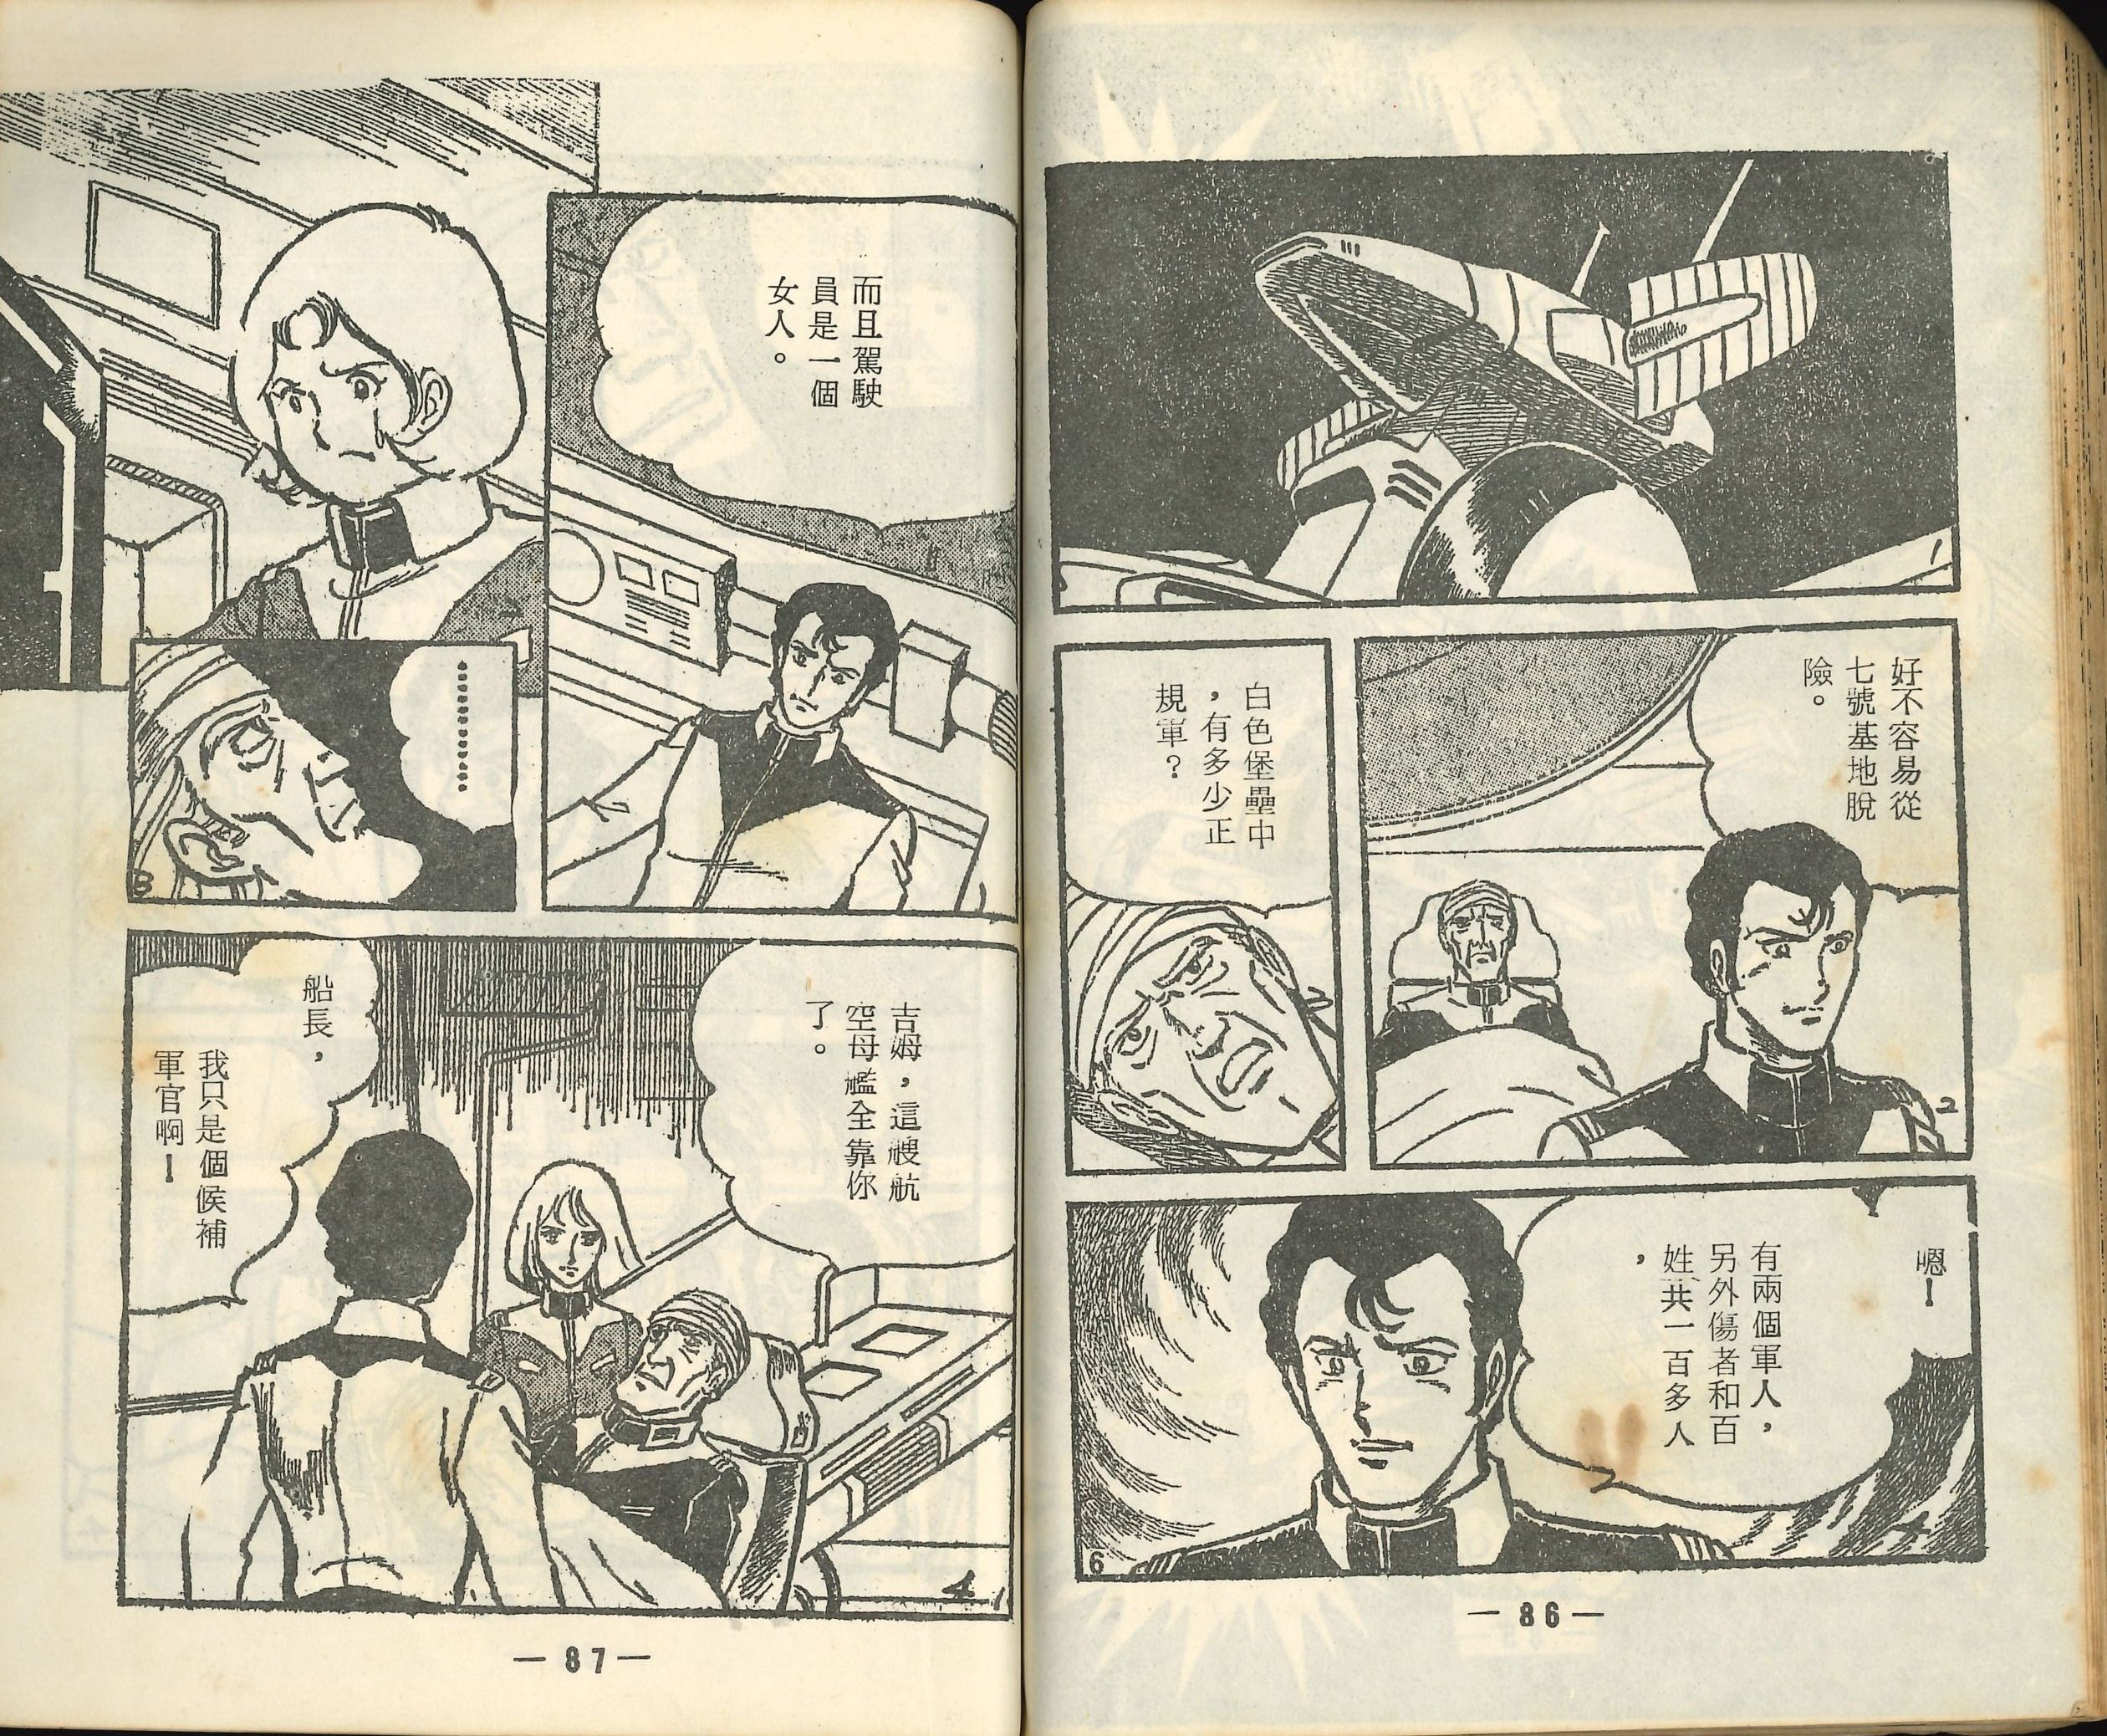 好不容易從
七號基地脫
險。
白色堡壘中
，有多少正
規軍？
嗯！
有兩個軍人，
另外傷者和百
姓共一百多人
，
— 86 —
而且駕駛
員是一個
女人。
…………
吉姆，這艘航
空母艦全靠你
了。
船長，
我只是個候補
軍官啊！
— 87 —